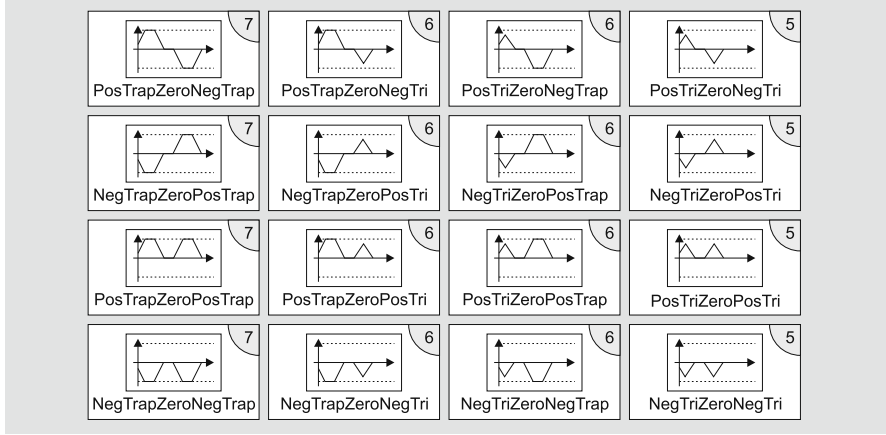 7 6 6 5
PosTrapZeroNegTrap PosTrapZeroNegTri PosTriZeroNegTrap PosTriZeroNegTri
7 6 6 5
NegTrapZeroPosTrap NegTrapZeroPosTri NegTriZeroPosTrap NegTriZeroPosTri
7 6 6 5
PosTrapZeroPosTrap PosTrapZeroPosTri PosTriZeroPosTrap PosTriZeroPosTri
7 6 6 5
NegTrapZeroNegTrap NegTrapZeroNegTri NegTriZeroNegTrap NegTriZeroNegTri